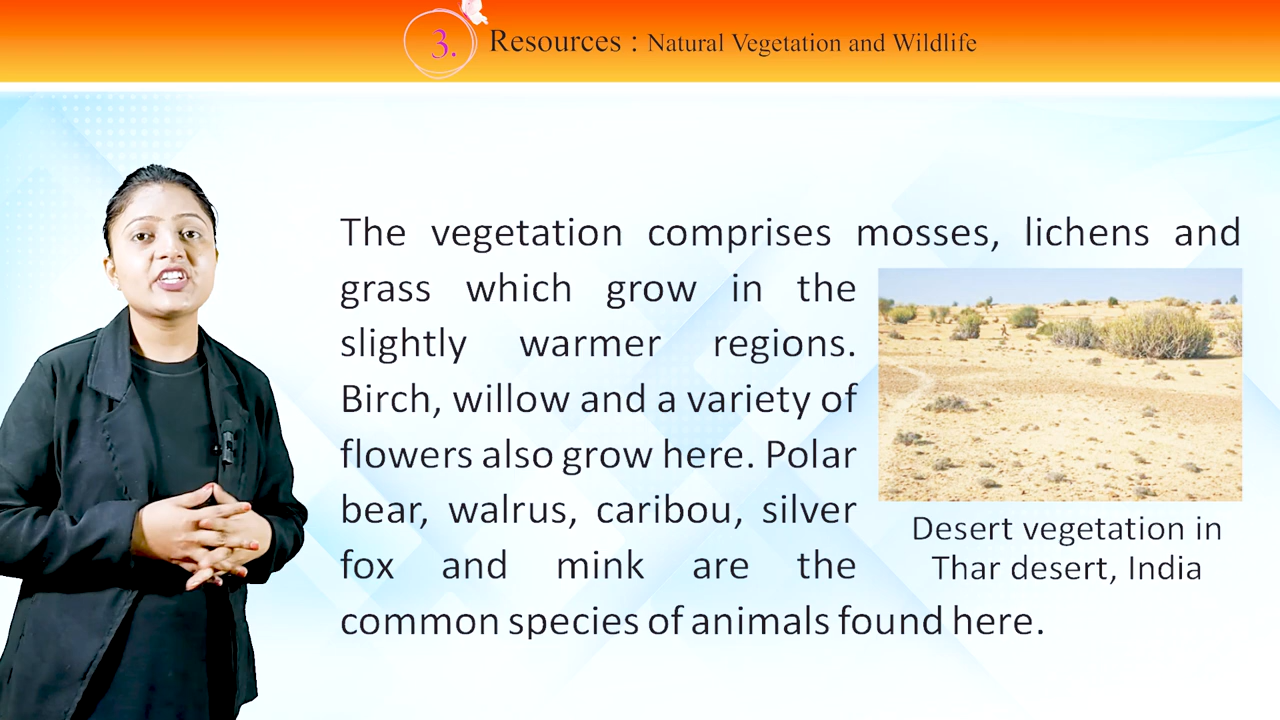 3. Resources : Natural Vegetation and Wildlife
The vegetation comprises mosses, lichens and
grass which grow in the
slightly warmer regions.
Birch, willow and a variety of
flowers also grow here. Polar
bear, walrus, caribou, silver
fox and mink are the
common species of animals found here.
Desert vegetation in
Thar desert, India